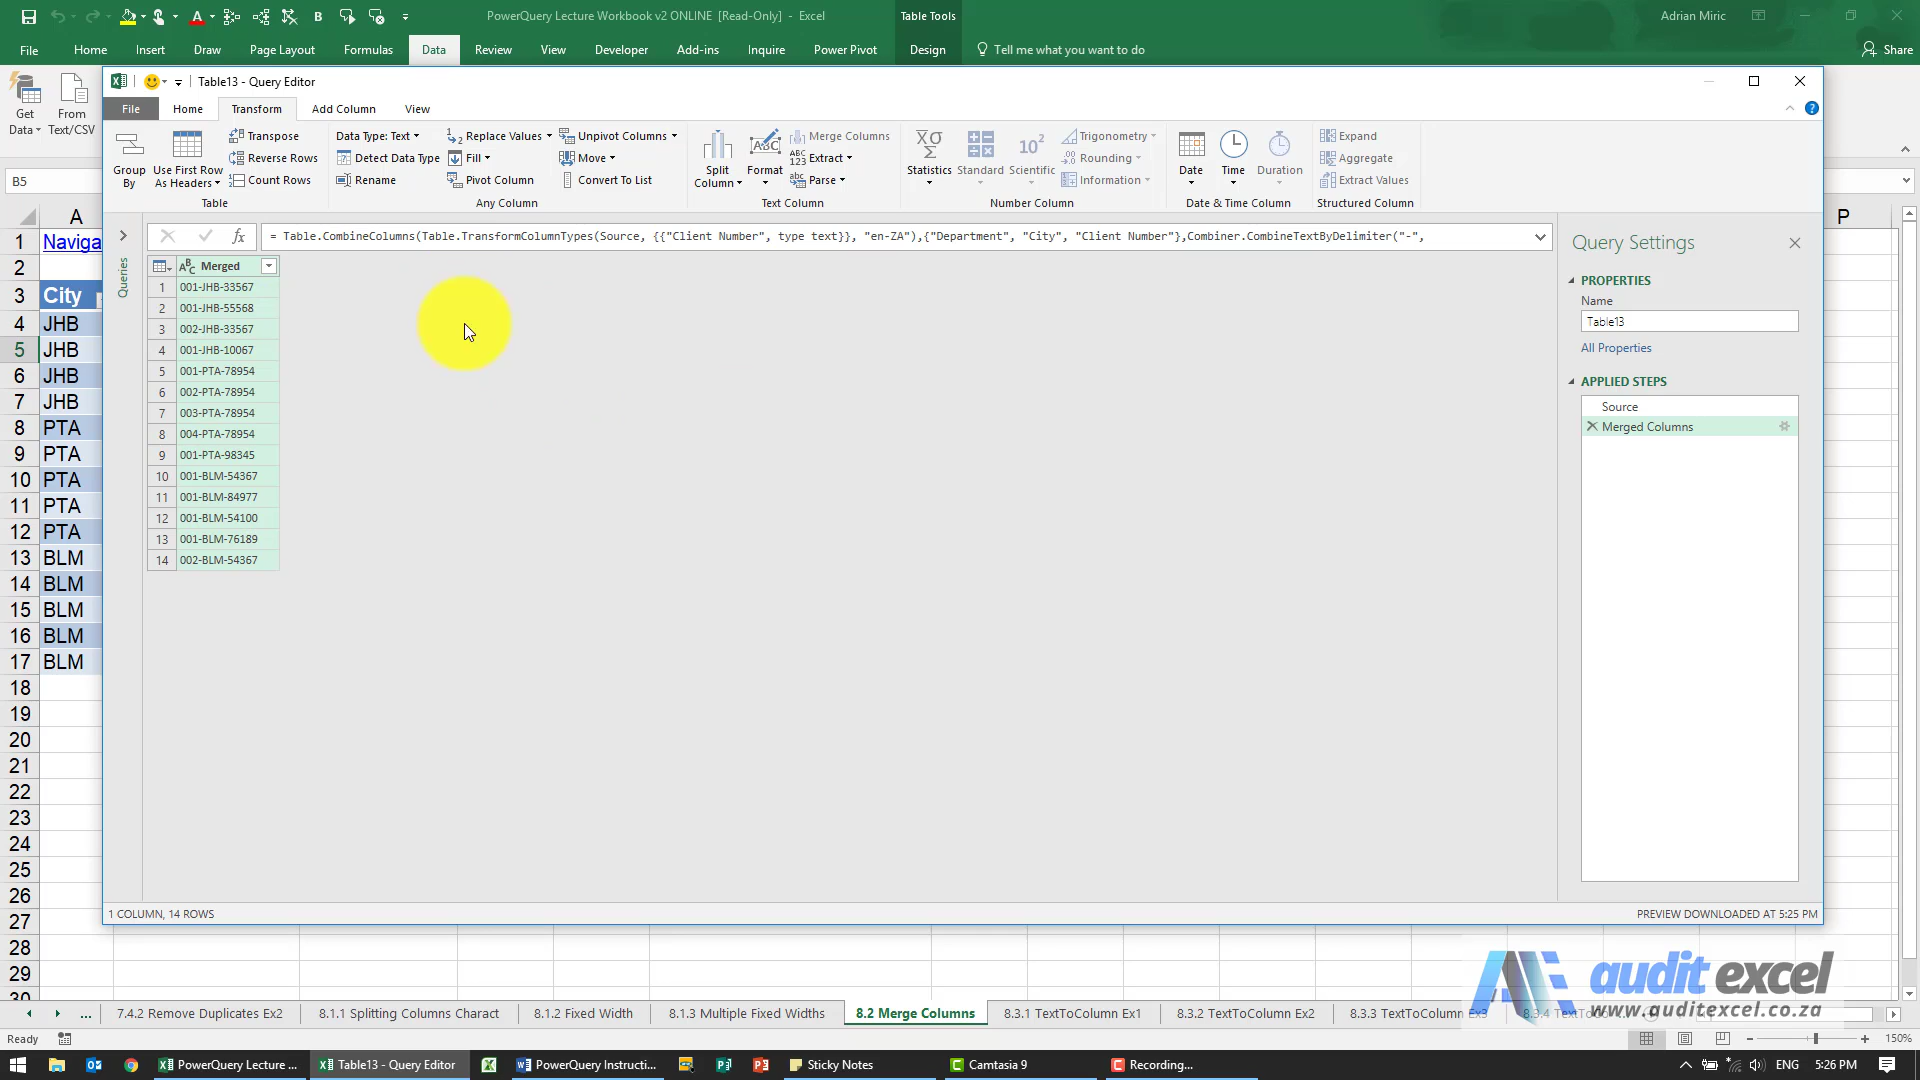 PowerQuery Lecture Workbook v2 ONLINE [Read-Only] - Excel
Table Tools
Adrian Miric
File Home Insert Draw Page Layout Formulas Data Review View Developer Add-ins Inquire Power Pivot Design Tell me what you want to do Share
Get Data
From Text/CSV
Table13 - Query Editor
File Home Transform Add Column View
Group By
Use First Row As Headers
Transpose
Reverse Rows
Count Rows
Table
Data Type: Text
Detect Data Type
Rename
Replace Values
Fill
Pivot Column
Unpivot Columns
Move
Convert To List
Any Column
Split Column
Format
Merge Columns
Extract
Parse
Text Column
Statistics
Standard
Scientific
Trigonometry
Rounding
Information
Number Column
Date
Time
Duration
Date & Time Column
Expand
Aggregate
Extract Values
Structured Column
B5
= Table.CombineColumns(Table.TransformColumnTypes(Source, {{"Client Number", type text}}, "en-ZA"),{"Department", "City", "Client Number"},Combiner.CombineTextByDelimiter("-",
Queries
Merged
1 001-JHB-33567
2 001-JHB-55568
3 002-JHB-33567
4 001-JHB-10067
5 001-PTA-78954
6 002-PTA-78954
7 003-PTA-78954
8 004-PTA-78954
9 001-PTA-98345
10 001-BLM-54367
11 001-BLM-84977
12 001-BLM-54100
13 001-BLM-76189
14 002-BLM-54367
Query Settings
PROPERTIES
Name
Table13
All Properties
APPLIED STEPS
Source
Merged Columns
1 COLUMN, 14 ROWS
PREVIEW DOWNLOADED AT 5:25 PM
A
P
1 Naviga
2
3 City
4 JHB
5 JHB
6 JHB
7 JHB
8 PTA
9 PTA
10 PTA
11 PTA
12 PTA
13 BLM
14 BLM
15 BLM
16 BLM
17 BLM
18
19
20
21
22
23
24
25
26
27
28
29
30
audit excel
www.auditexcel.co.za
... 7.4.2 Remove Duplicates Ex2 8.1.1 Splitting Columns Charact 8.1.2 Fixed Width 8.1.3 Multiple Fixed Widths 8.2 Merge Columns 8.3.1 TextToColumn Ex1 8.3.2 TextToColumn Ex2 8.3.3 TextToColumn Ex3
Ready
150%
PowerQuery Lecture ...
Table13 - Query Editor
PowerQuery Instructi...
Sticky Notes
Camtasia 9
Recording...
ENG
5:26 PM